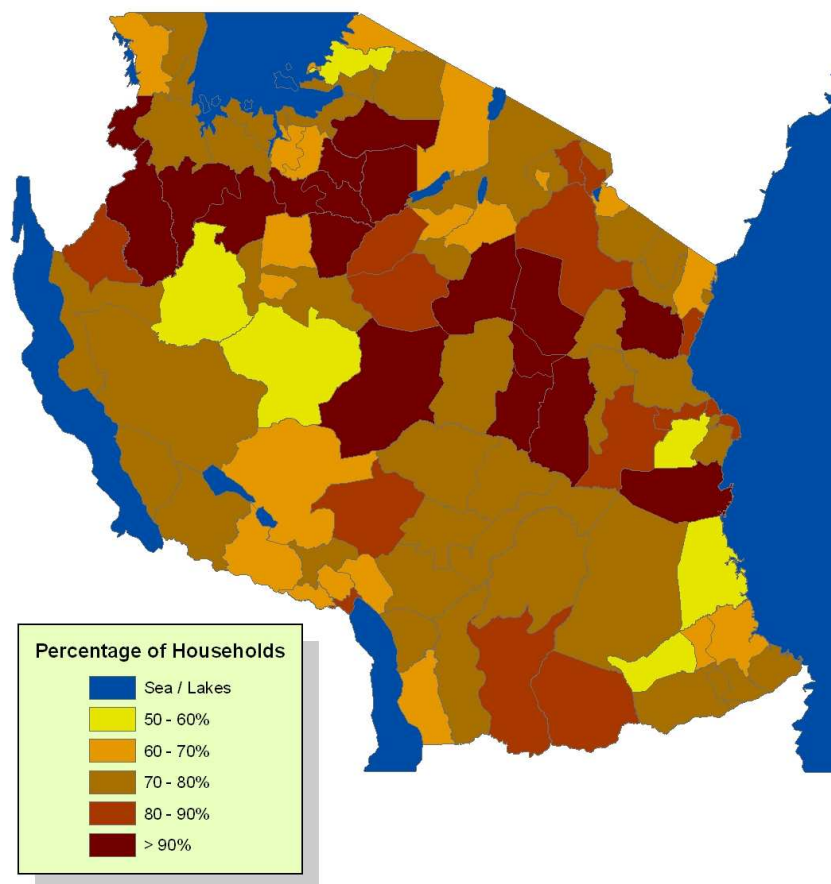 Percentage of Households
Sea / Lakes
50 - 60%
60 - 70%
70 - 80%
80 - 90%
> 90%